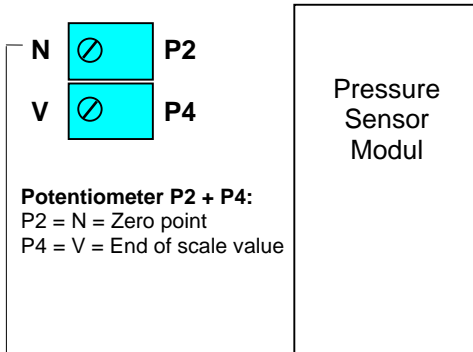 N P2
V P4
Pressure
Sensor
Modul
Potentiometer P2 + P4:
P2 = N = Zero point
P4 = V = End of scale value